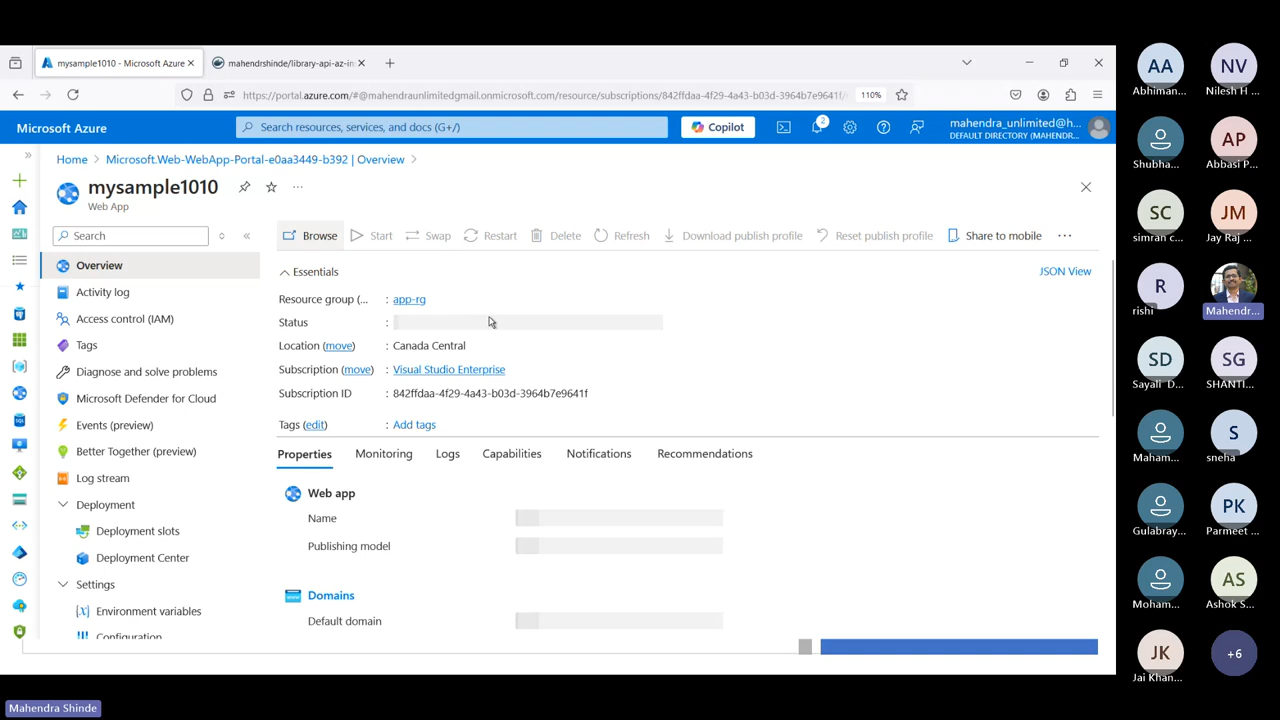 mysample1010 - Microsoft Azure
mahendrshinde/library-api-az-in
https://portal.azure.com/#@mahendraunlimitedgmail.onmicrosoft.com/resource/subscriptions/842ffdaa-4f29-4a43-b03d-3964b7e9641f/
110%
Microsoft Azure
Search resources, services, and docs (G+/)
Copilot
2
mahendra_unlimited@h...
DEFAULT DIRECTORY (MAHENDR...
Home > Microsoft.Web-WebApp-Portal-e0aa3449-b392 | Overview >
mysample1010
Web App
Search
Overview
Activity log
Access control (IAM)
Tags
Diagnose and solve problems
Microsoft Defender for Cloud
Events (preview)
Better Together (preview)
Log stream
Deployment
Deployment slots
Deployment Center
Settings
Environment variables
Configuration
Browse Start Swap Restart Delete Refresh Download publish profile Reset publish profile Share to mobile ...
Essentials
JSON View
Resource group (... : app-rg
Status :
Location (move) : Canada Central
Subscription (move) : Visual Studio Enterprise
Subscription ID : 842ffdaa-4f29-4a43-b03d-3964b7e9641f
Tags (edit) : Add tags
Properties Monitoring Logs Capabilities Notifications Recommendations
Web app
Name
Publishing model
Domains
Default domain
AA NV
Abhiman... Nilesh H ...
AP
Shubha... Abbasi P...
SC JM
simran c... Jay Raj ...
R
rishi Mahendr...
SD SG
Sayali D... SHANTI...
S
Maham... sneha
PK
Gulabray... Parmeet ...
AS
Moham... Ashok S...
JK +6
Jai Khan...
Mahendra Shinde